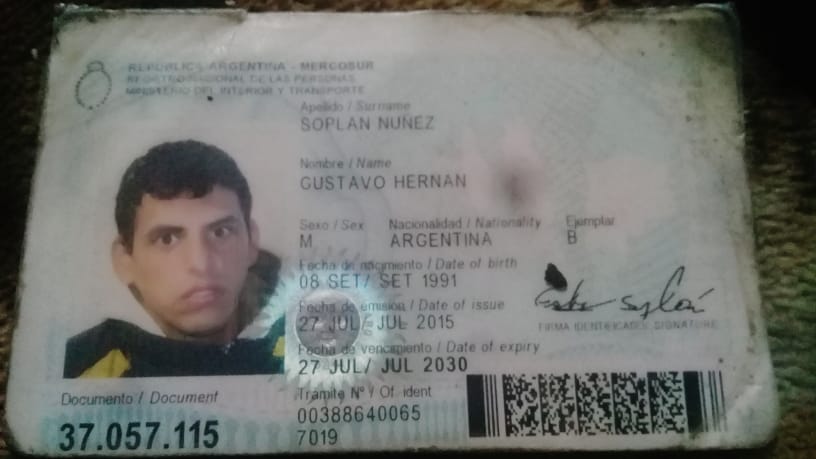 REPUBLICA ARGENTINA - MERCOSUR
REGISTRO NACIONAL DE LAS PERSONAS
MINISTERIO DEL INTERIOR Y TRANSPORTE
Apellido / Surname
SOPLAN NUÑEZ
Nombre / Name
GUSTAVO HERNAN
Sexo / Sex Nacionalidad / Nationality Ejemplar
M ARGENTINA B
Fecha de nacimiento / Date of birth
08 SET/ SET 1991
Fecha de emisión / Date of issue
27 JUL/ JUL 2015
FIRMA IDENTIFICADO / SIGNATURE
Fecha de vencimiento / Date of expiry
27 JUL/ JUL 2030
Documento / Document
37.057.115
Trámite Nº / Of. ident
00388640065
7019